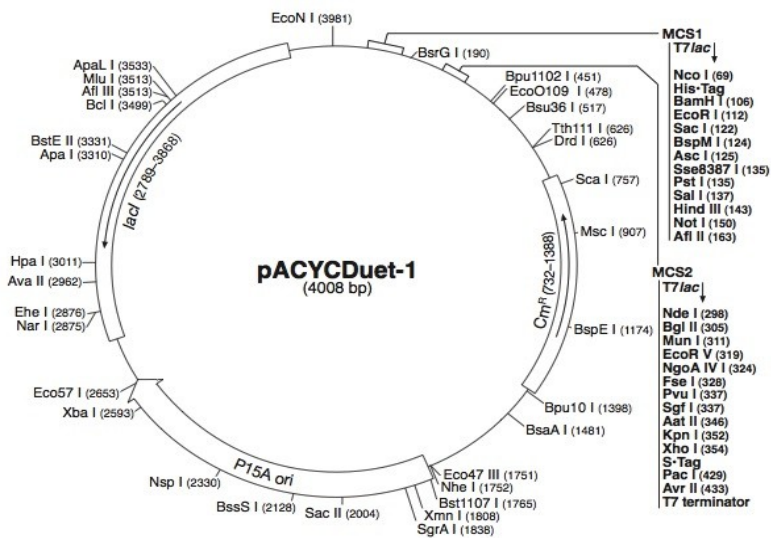 EcoN I (3981)
BsrG I (190)
ApaL I (3533)
Mlu I (3513)
Afl III (3513)
Bcl I (3499)
BstE II (3331)
Apa I (3310)
lacI (2789–3868)
Hpa I (3011)
Ava II (2962)
Ehe I (2876)
Nar I (2875)
Eco57 I (2653)
Xba I (2593)
P15A ori
Nsp I (2330)
BssS I (2128)
Sac II (2004)
Bpu1102 I (451)
EcoO109 I (478)
Bsu36 I (517)
Tth111 I (626)
Drd I (626)
Sca I (757)
Msc I (907)
CmR (732–1388)
BspE I (1174)
Bpu10 I (1398)
BsaA I (1481)
Eco47 III (1751)
Nhe I (1752)
Bst1107 I (1765)
Xmn I (1808)
SgrA I (1838)
pACYCDuet-1
(4008 bp)
MCS1
T7lac
Nco I (69)
His•Tag
BamH I (106)
EcoR I (112)
Sac I (122)
BspM I (124)
Asc I (125)
Sse8387 I (135)
Pst I (135)
Sal I (137)
Hind III (143)
Not I (150)
Afl II (163)
MCS2
T7lac
Nde I (298)
Bgl II (305)
Mun I (311)
EcoR V (319)
NgoA IV I (324)
Fse I (328)
Pvu I (337)
Sgf I (337)
Aat II (346)
Kpn I (352)
Xho I (354)
S•Tag
Pac I (429)
Avr II (433)
T7 terminator